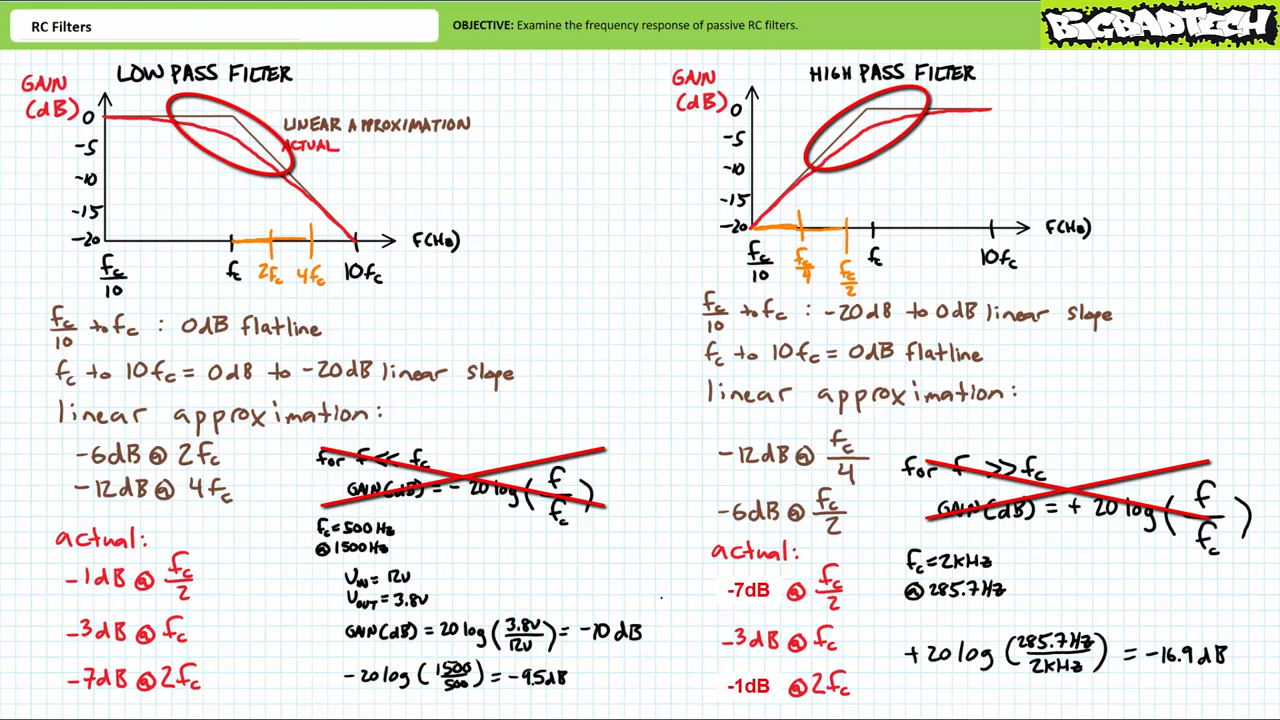 RC Filters
OBJECTIVE: Examine the frequency response of passive RC filters.
BIGBADTECH
LOW PASS FILTER
GAIN
(dB)
0
-5
-10
-15
-20
LINEAR APPROXIMATION
ACTUAL
F(Hz)
fc/10
fc
2fc
4fc
10fc
fc/10 to fc : 0dB flatline
fc to 10fc = 0dB to -20dB linear slope
linear approximation:
-6dB @ 2fc
-12dB @ 4fc
actual:
-1dB @ fc/2
-3dB @ fc
-7dB @ 2fc
for f << fc
GAIN(dB) = - 20 log (f/fc)
fc = 500 Hz
@ 1500 Hz
VIN = 12V
VOUT = 3.8V
GAIN(dB) = 20 log (3.8V/12V) = -10 dB
-20 log (1500/500) = -9.5dB
HIGH PASS FILTER
GAIN
(dB)
0
-5
-10
-15
-20
F(Hz)
fc/10
fc/4
fc/2
fc
10fc
fc/10 to fc : -20dB to 0dB linear slope
fc to 10fc = 0dB flatline
linear approximation:
-12dB @ fc/4
-6dB @ fc/2
actual:
-7dB @ fc/2
-3dB @ fc
-1dB @ 2fc
for f >> fc
GAIN(dB) = + 20 log (f/fc)
fc = 2kHz
@ 285.7Hz
+20 log (285.7Hz/2kHz) = -16.9dB